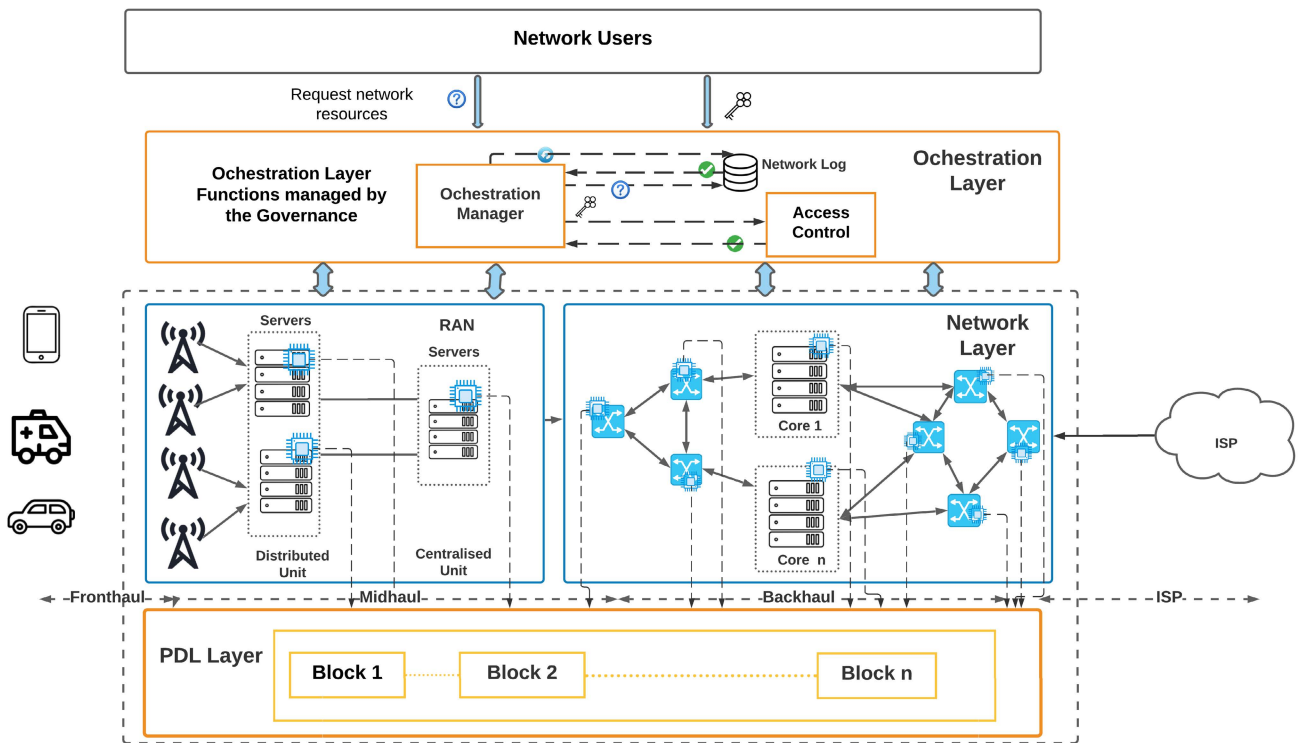 Network Users
Request network
resources
?
Ochestration Layer
Functions managed by
the Governance
Ochestration
Manager
?
Network Log
Access
Control
Ochestration
Layer
Servers
RAN
Servers
Distributed
Unit
Centralised
Unit
Network
Layer
Core 1
Core n
ISP
Fronthaul
Midhaul
Backhaul
ISP
PDL Layer
Block 1
Block 2
Block n